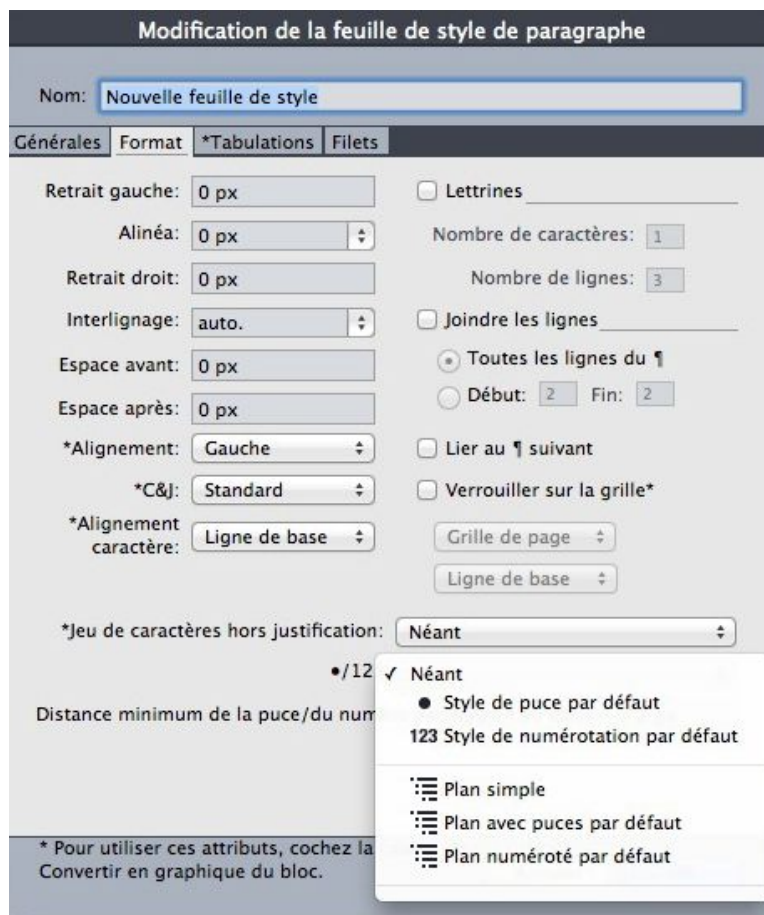 Modification de la feuille de style de paragraphe
Nom: Nouvelle feuille de style
Générales Format *Tabulations Filets
Retrait gauche: 0 px
Alinéa: 0 px
Retrait droit: 0 px
Interlignage: auto.
Espace avant: 0 px
Espace après: 0 px
*Alignement: Gauche
*C&J: Standard
*Alignement
caractère: Ligne de base
Lettrines
Nombre de caractères: 1
Nombre de lignes: 3
Joindre les lignes
Toutes les lignes du ¶
Début: 2 Fin: 2
Lier au ¶ suivant
Verrouiller sur la grille*
Grille de page
Ligne de base
*Jeu de caractères hors justification: Néant
•/12
✓ Néant
• Style de puce par défaut
123 Style de numérotation par défaut
Plan simple
Plan avec puces par défaut
Plan numéroté par défaut
Distance minimum de la puce/du num
* Pour utiliser ces attributs, cochez la
Convertir en graphique du bloc.